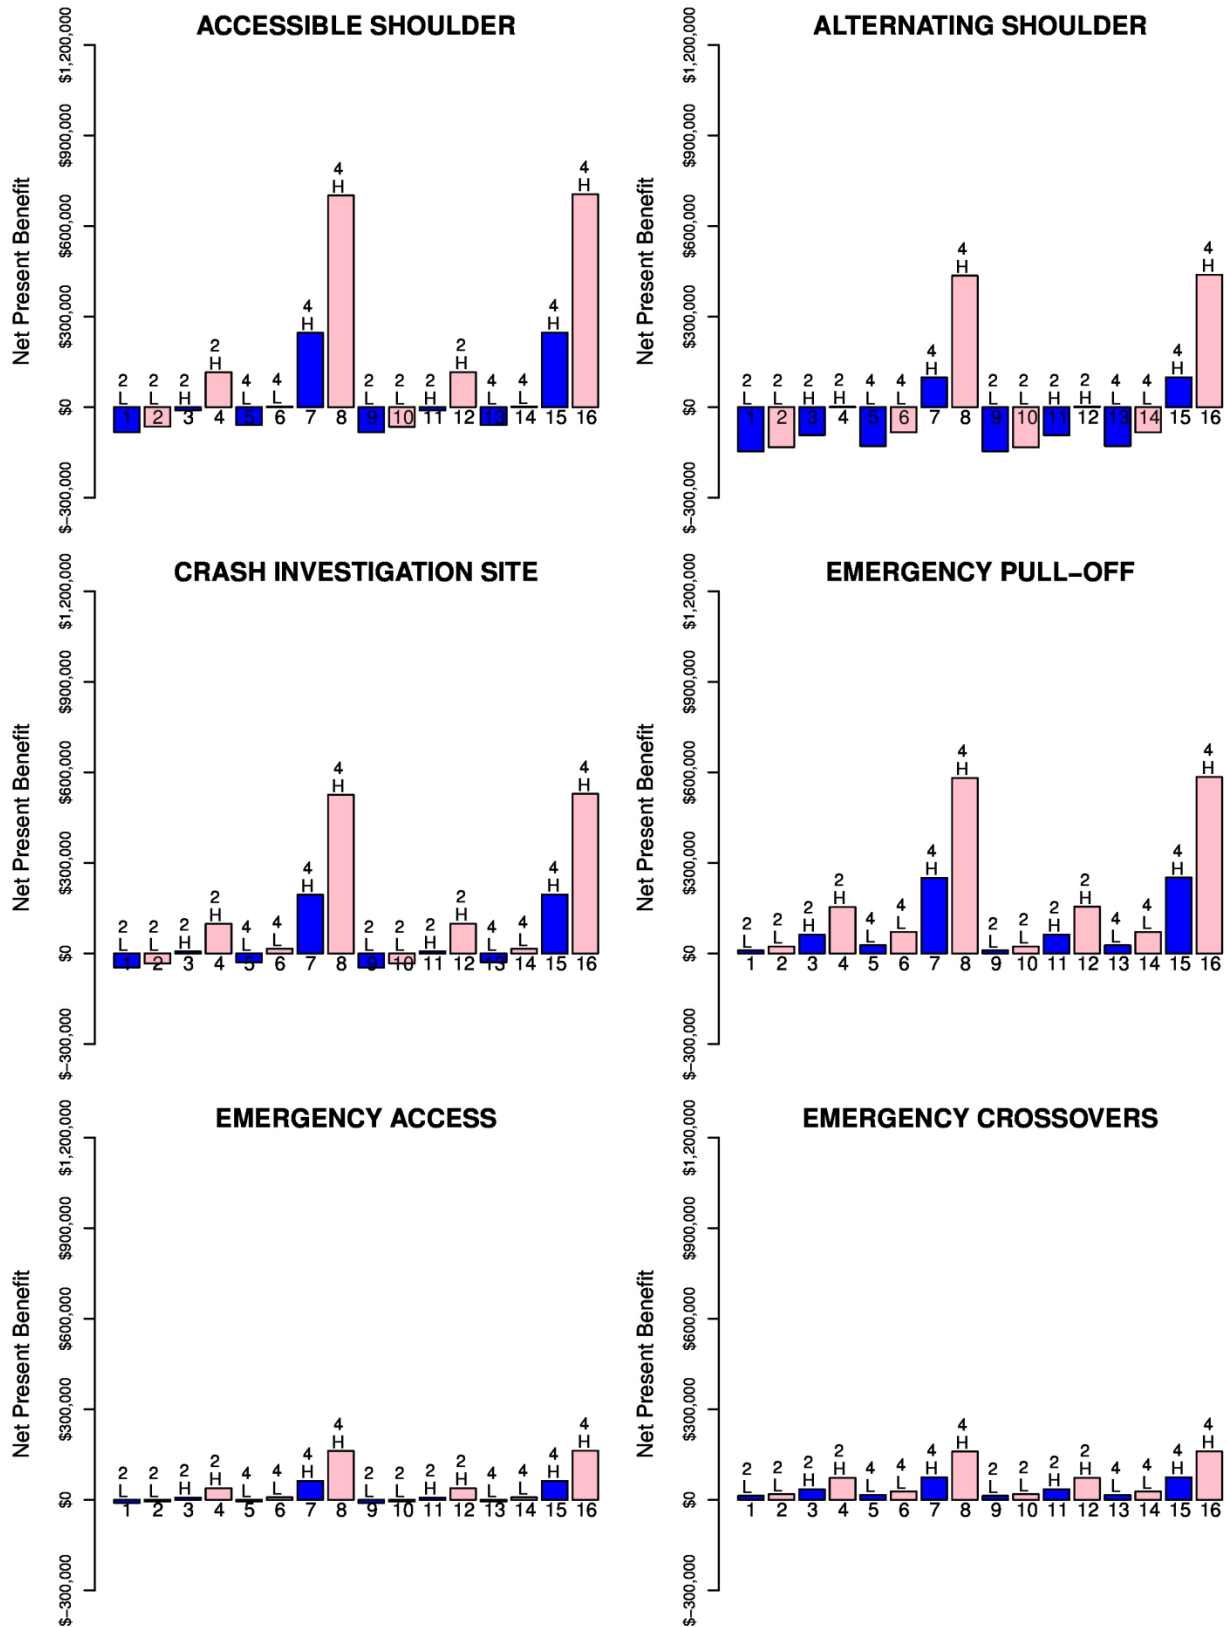 ACCESSIBLE SHOULDER
Net Present Benefit
$1,200,000
$900,000
$600,000
$300,000
$0
$−300,000
2 2 2 2 4 4 4 4 2 2 2 2 4 4 4 4
L L H H L L H H L L H H L L H H
1 2 3 4 5 6 7 8 9 10 11 12 13 14 15 16
ALTERNATING SHOULDER
Net Present Benefit
$1,200,000
$900,000
$600,000
$300,000
$0
$−300,000
2 2 2 2 4 4 4 4 2 2 2 2 4 4 4 4
L L H H L L H H L L H H L L H H
1 2 3 4 5 6 7 8 9 10 11 12 13 14 15 16
CRASH INVESTIGATION SITE
Net Present Benefit
$1,200,000
$900,000
$600,000
$300,000
$0
$−300,000
2 2 2 2 4 4 4 4 2 2 2 2 4 4 4 4
L L H H L L H H L L H H L L H H
1 2 3 4 5 6 7 8 9 10 11 12 13 14 15 16
EMERGENCY PULL−OFF
Net Present Benefit
$1,200,000
$900,000
$600,000
$300,000
$0
$−300,000
2 2 2 2 4 4 4 4 2 2 2 2 4 4 4 4
L L H H L L H H L L H H L L H H
1 2 3 4 5 6 7 8 9 10 11 12 13 14 15 16
EMERGENCY ACCESS
Net Present Benefit
$1,200,000
$900,000
$600,000
$300,000
$0
$−300,000
2 2 2 2 4 4 4 4 2 2 2 2 4 4 4 4
L L H H L L H H L L H H L L H H
1 2 3 4 5 6 7 8 9 10 11 12 13 14 15 16
EMERGENCY CROSSOVERS
Net Present Benefit
$1,200,000
$900,000
$600,000
$300,000
$0
$−300,000
2 2 2 2 4 4 4 4 2 2 2 2 4 4 4 4
L L H H L L H H L L H H L L H H
1 2 3 4 5 6 7 8 9 10 11 12 13 14 15 16